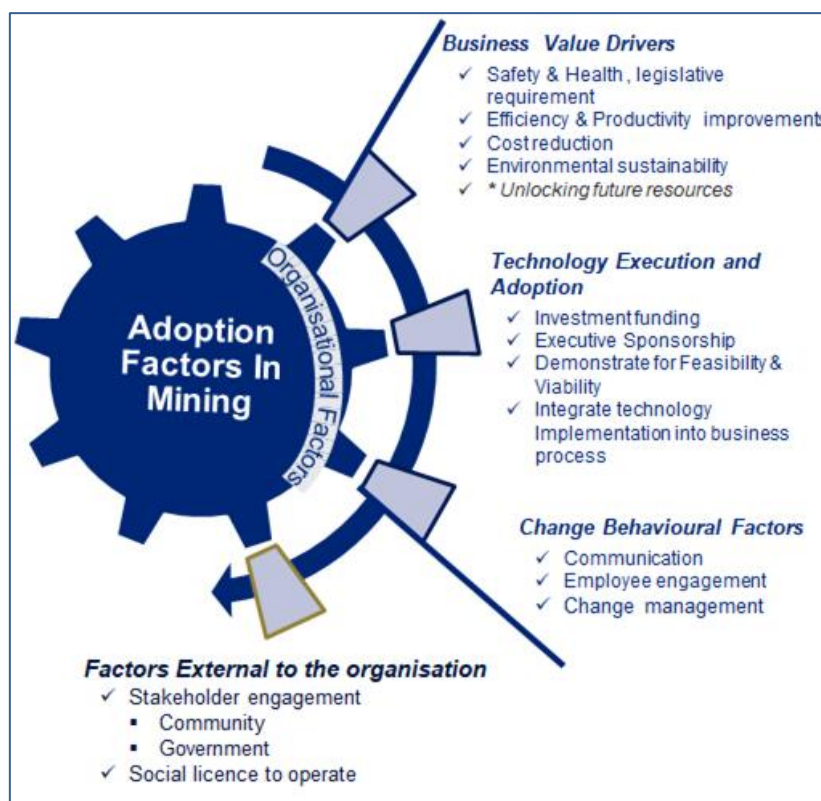 Business Value Drivers
✓ Safety & Health , legislative
requirement
✓ Efficiency & Productivity improvements
✓ Cost reduction
✓ Environmental sustainability
✓ * Unlocking future resources
Technology Execution and
Adoption
✓ Investment funding
✓ Executive Sponsorship
✓ Demonstrate for Feasibility &
Viability
✓ Integrate technology
Implementation into business
process
Adoption
Factors In
Mining
Organisational Factors
Change Behavioural Factors
✓ Communication
✓ Employee engagement
✓ Change management
Factors External to the organisation
✓ Stakeholder engagement
▪ Community
▪ Government
✓ Social licence to operate